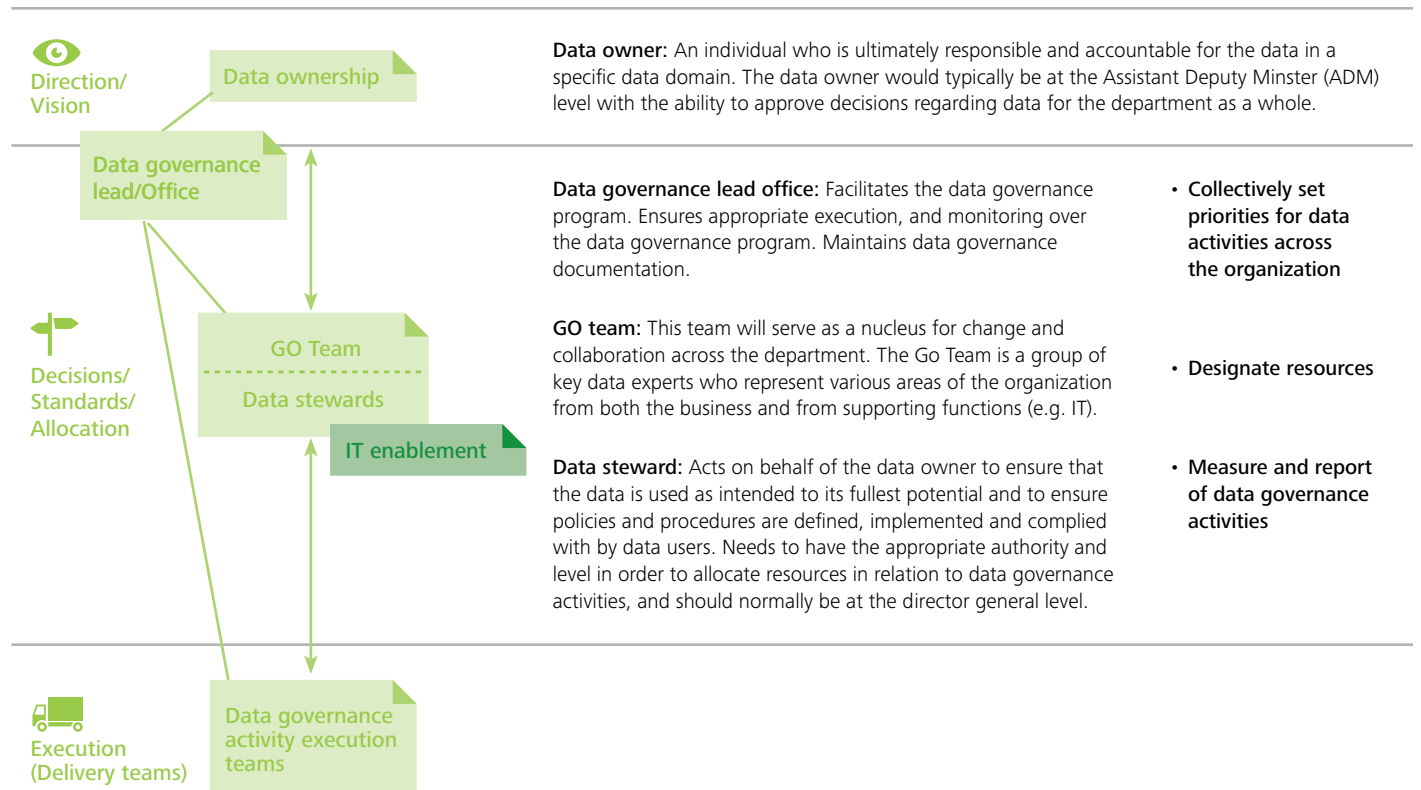 Direction/
Vision
Data ownership
Data owner: An individual who is ultimately responsible and accountable for the data in a
specific data domain. The data owner would typically be at the Assistant Deputy Minster (ADM)
level with the ability to approve decisions regarding data for the department as a whole.
Data governance
lead/Office
Data governance lead office: Facilitates the data governance
program. Ensures appropriate execution, and monitoring over
the data governance program. Maintains data governance
documentation.
• Collectively set
priorities for data
activities across
the organization
Decisions/
Standards/
Allocation
GO Team
Data stewards
IT enablement
GO team: This team will serve as a nucleus for change and
collaboration across the department. The Go Team is a group of
key data experts who represent various areas of the organization
from both the business and from supporting functions (e.g. IT).
• Designate resources
Data steward: Acts on behalf of the data owner to ensure that
the data is used as intended to its fullest potential and to ensure
policies and procedures are defined, implemented and complied
with by data users. Needs to have the appropriate authority and
level in order to allocate resources in relation to data governance
activities, and should normally be at the director general level.
• Measure and report
of data governance
activities
Execution
(Delivery teams)
Data governance
activity execution
teams